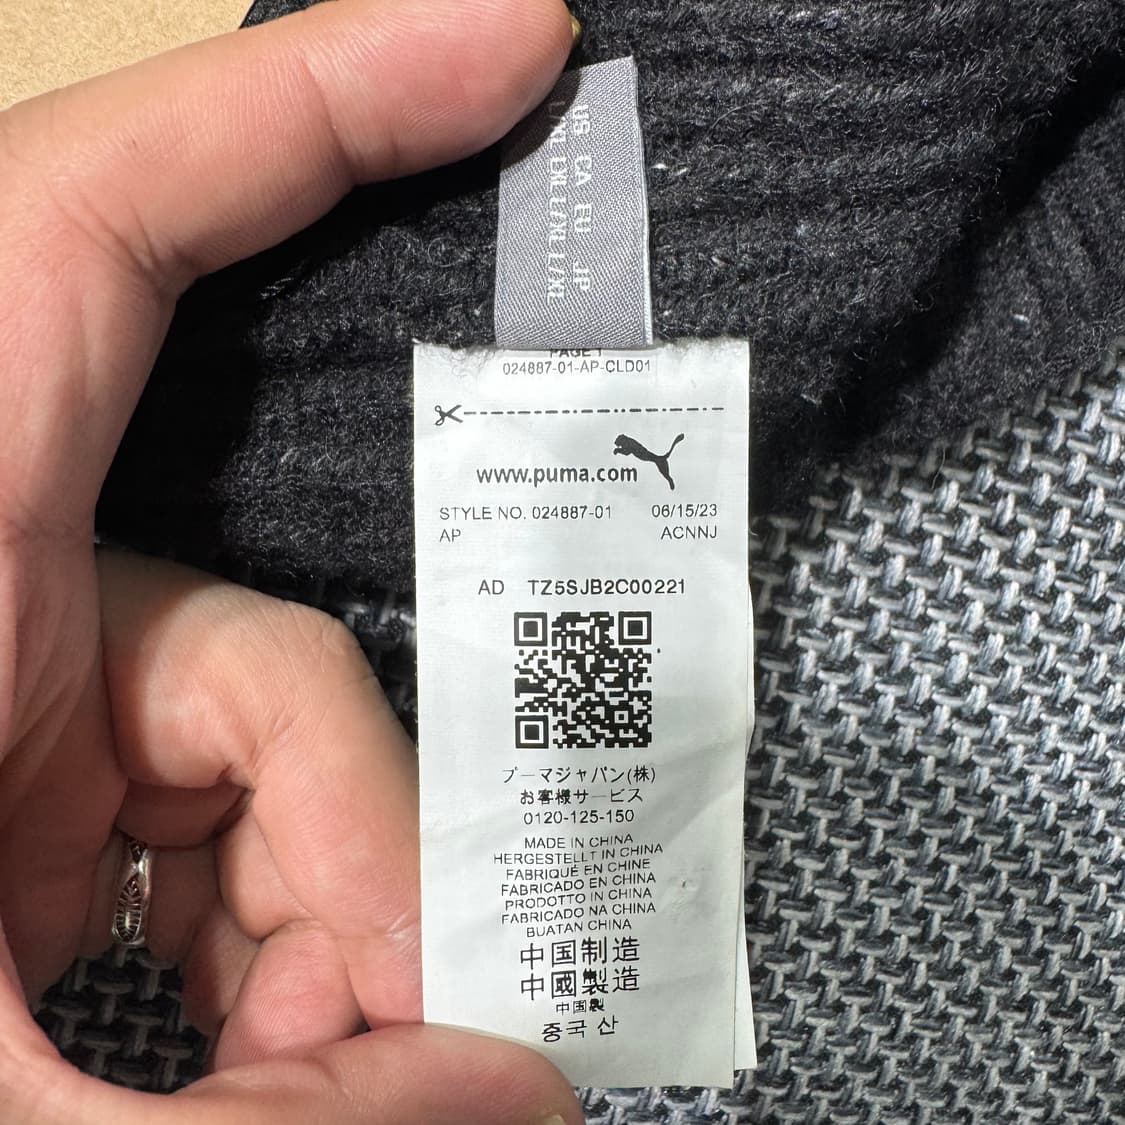 US CA EU JP
L/XL L/XL L/XL L/XL
PAGE 1
024887-01-AP-CLD01
www.puma.com
STYLE NO. 024887-01 06/15/23
AP ACNNJ
AD TZ5SJB2C00221
プーマジャパン(株)
お客様サービス
0120-125-150
MADE IN CHINA
HERGESTELLT IN CHINA
FABRIQUÉ EN CHINE
FABRICADO EN CHINA
PRODOTTO IN CHINA
FABRICADO NA CHINA
BUATAN CHINA
中国制造
中國製造
中国製
중국 산